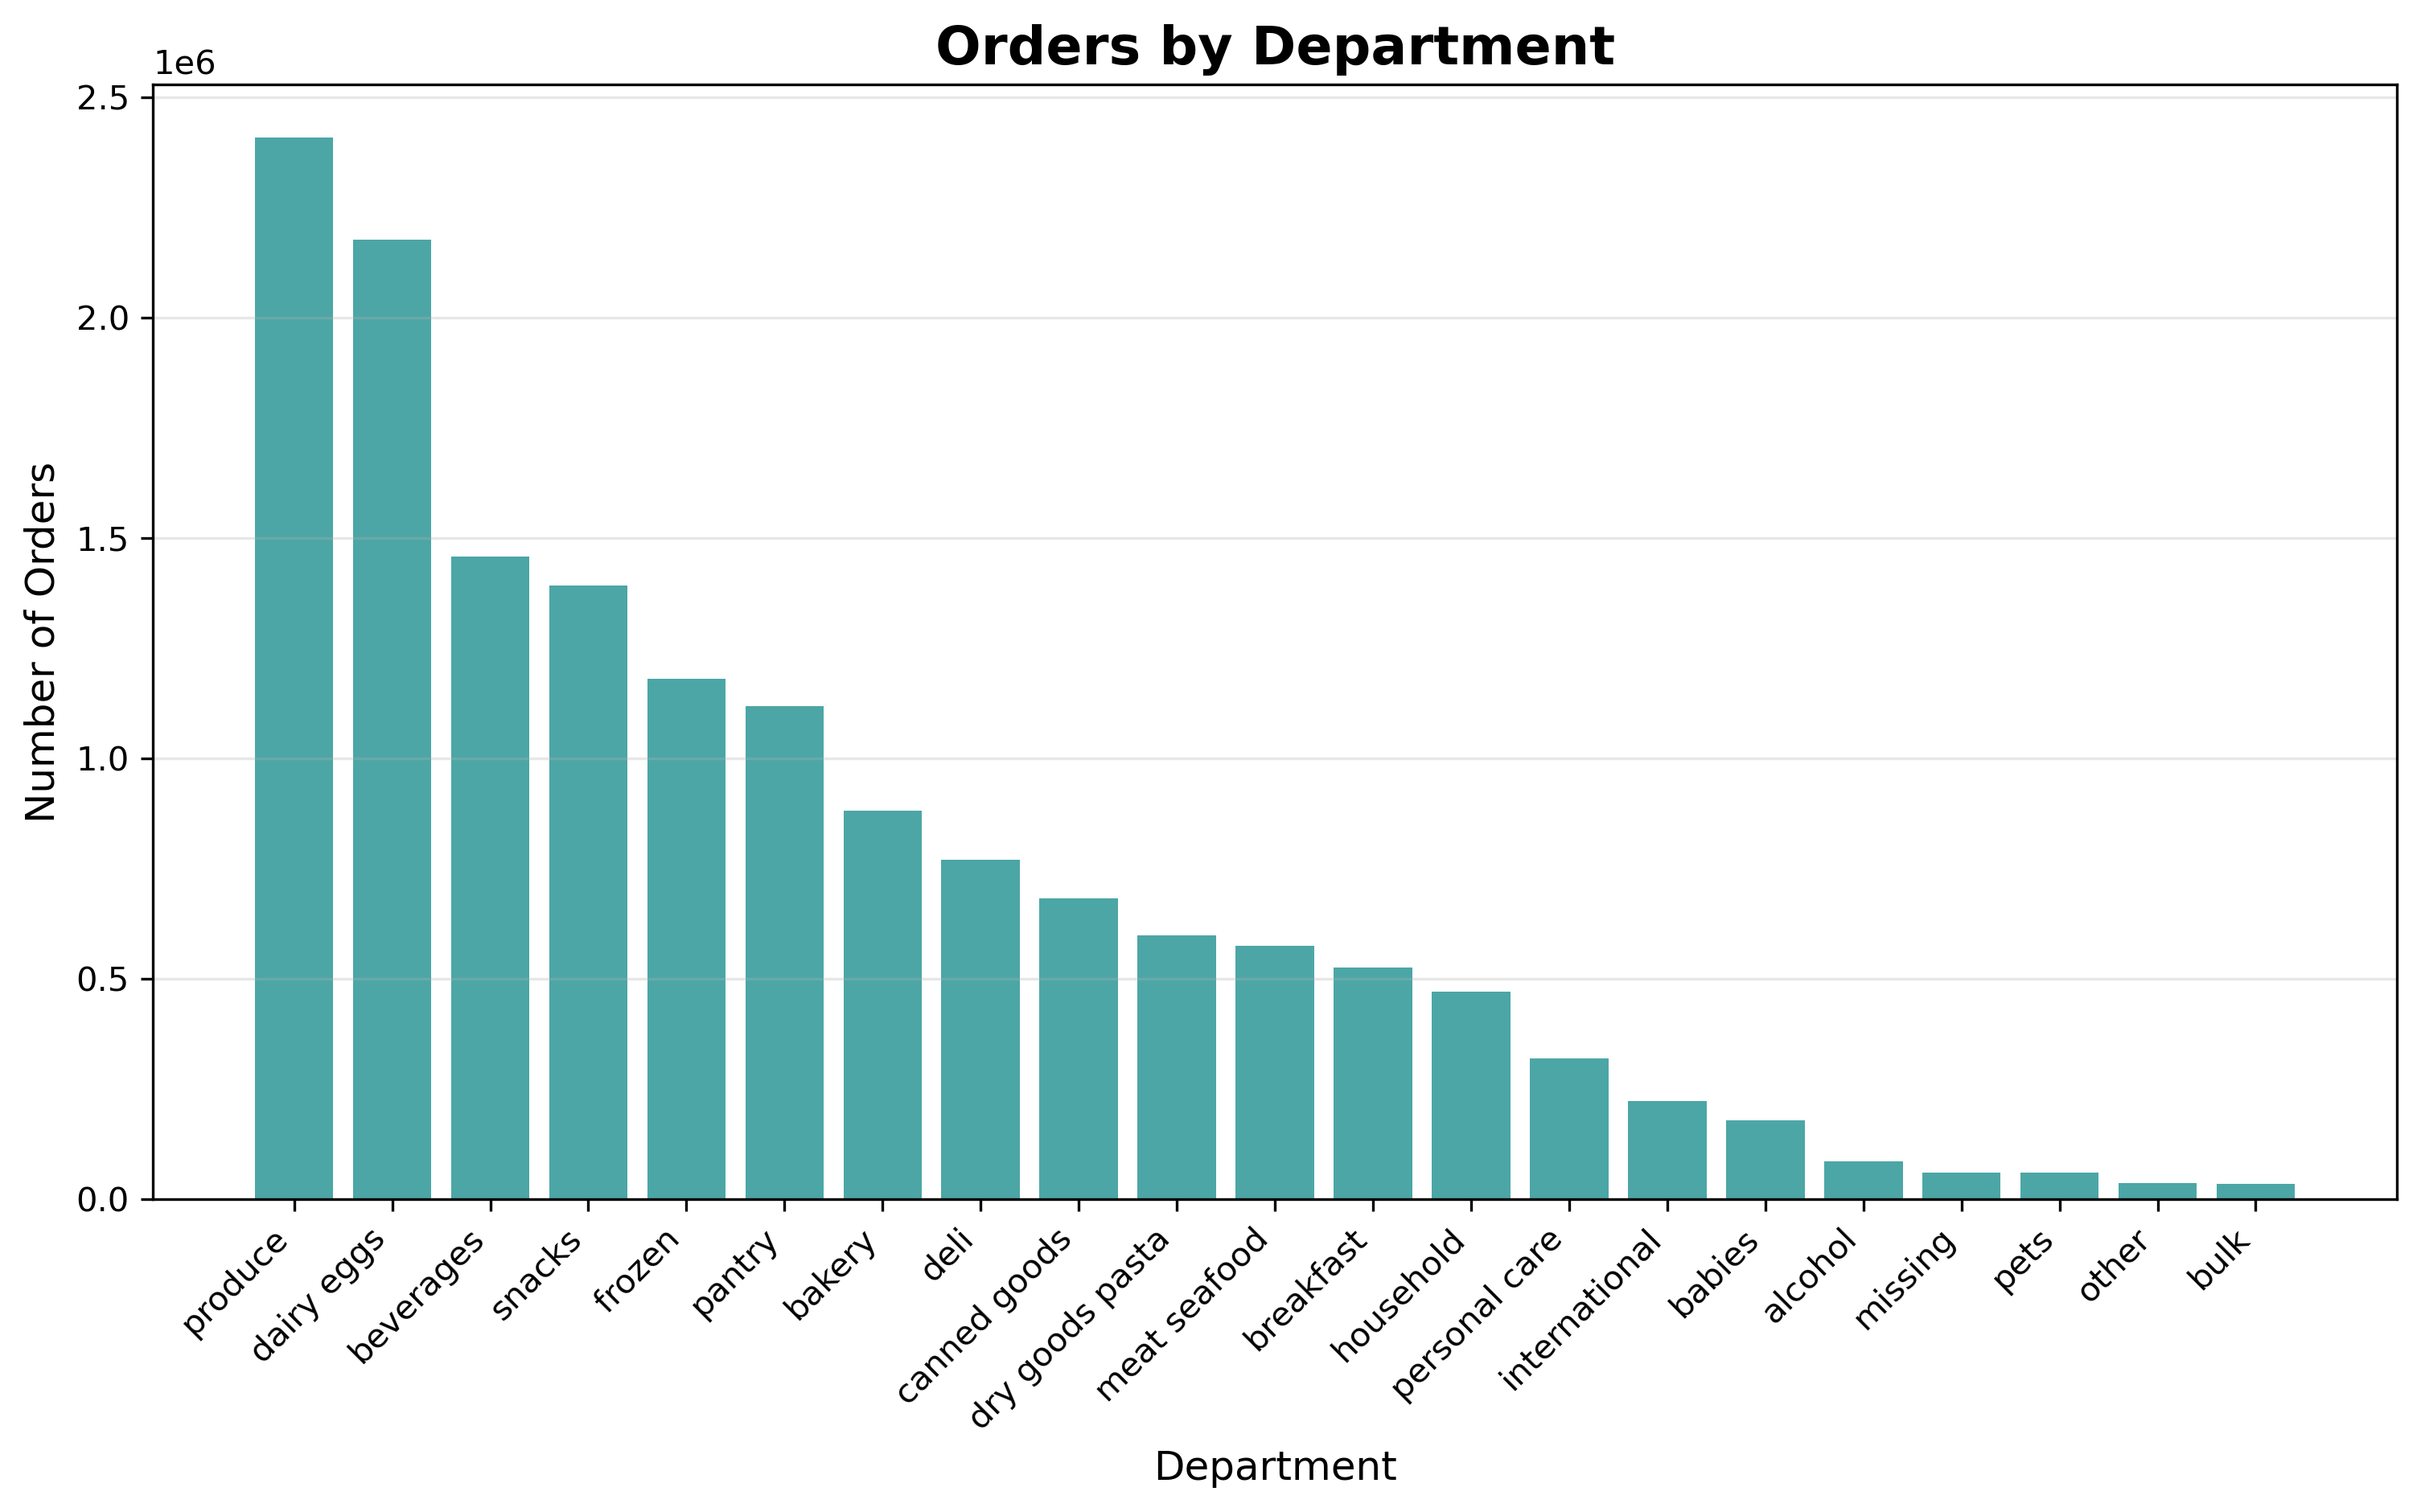 Orders by Department
1e6
2.5
2.0
1.5
1.0
0.5
0.0
Number of Orders
produce
dairy eggs
beverages
snacks
frozen
pantry
bakery
deli
canned goods
dry goods pasta
meat seafood
breakfast
household
personal care
international
babies
alcohol
missing
pets
other
bulk
Department